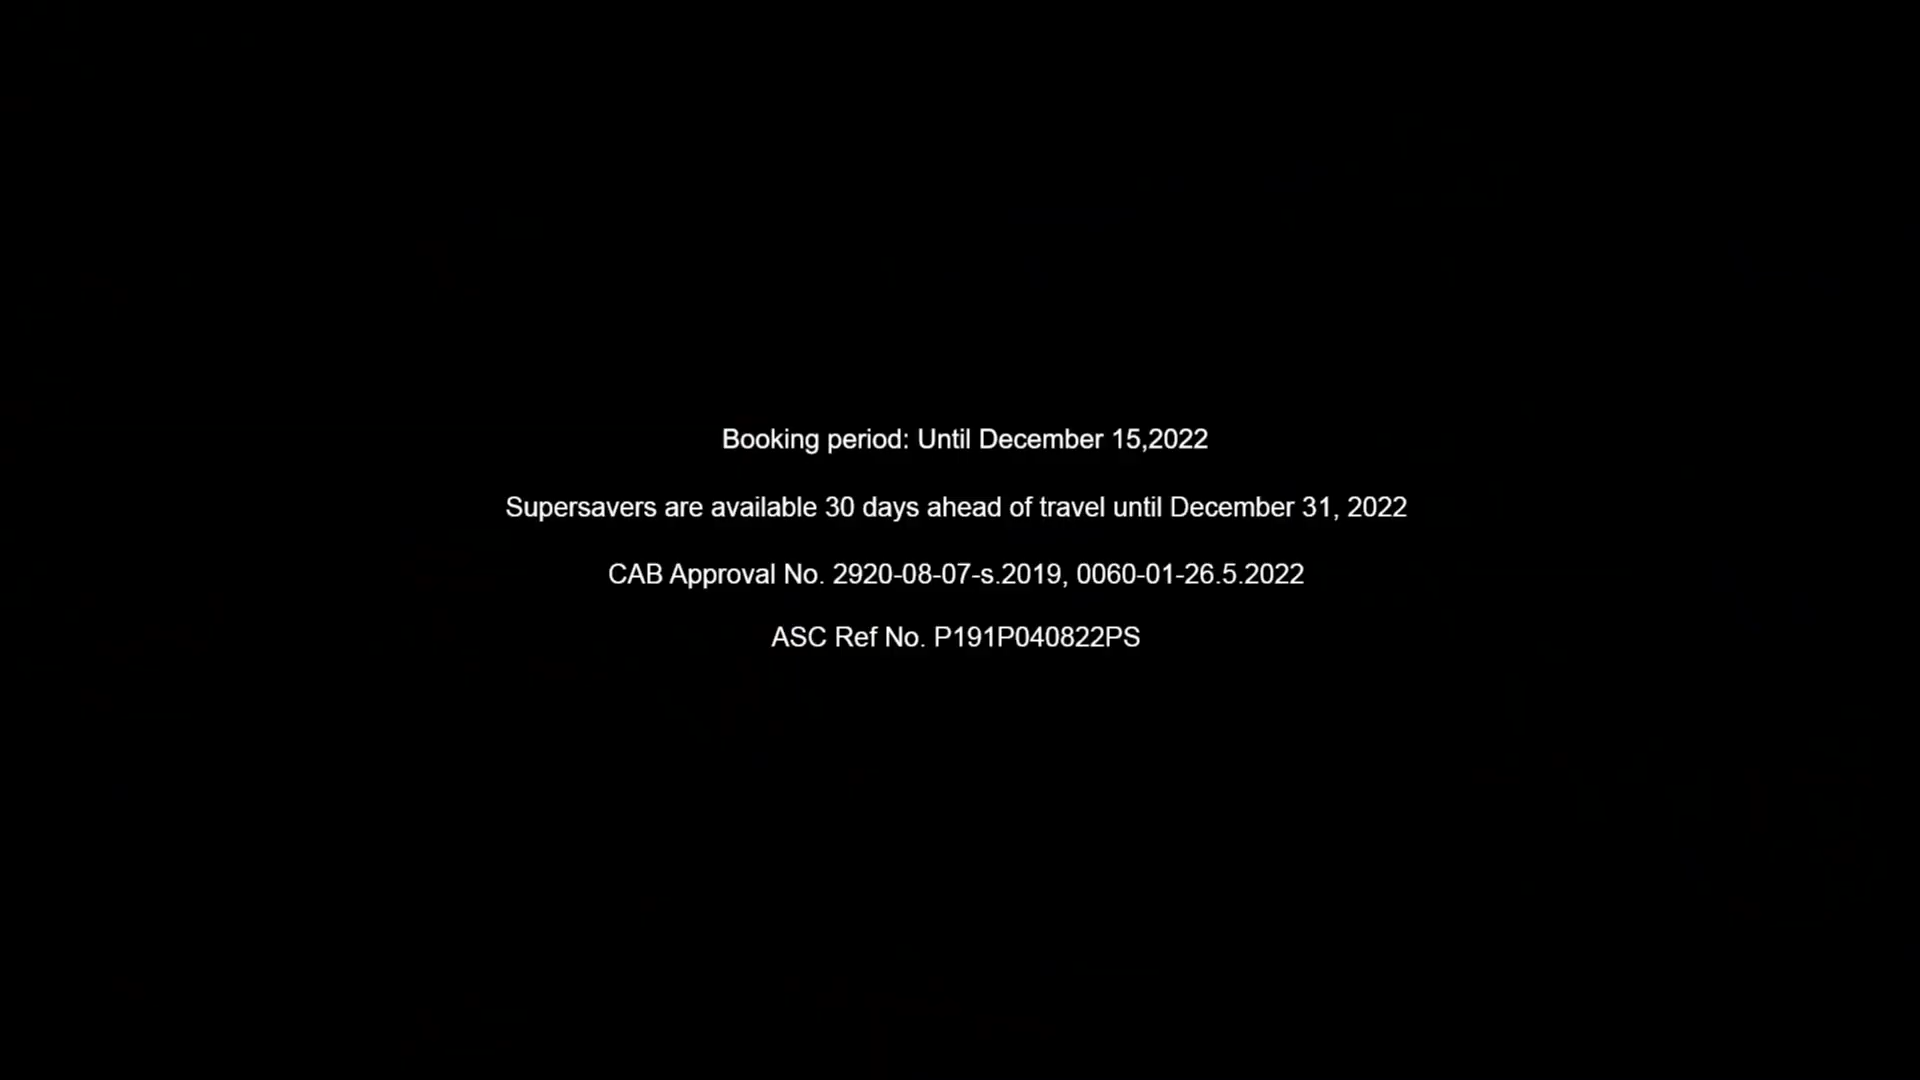 Booking period: Until December 15,2022
Supersavers are available 30 days ahead of travel until December 31, 2022
CAB Approval No. 2920-08-07-s.2019, 0060-01-26.5.2022
ASC Ref No. P191P040822PS